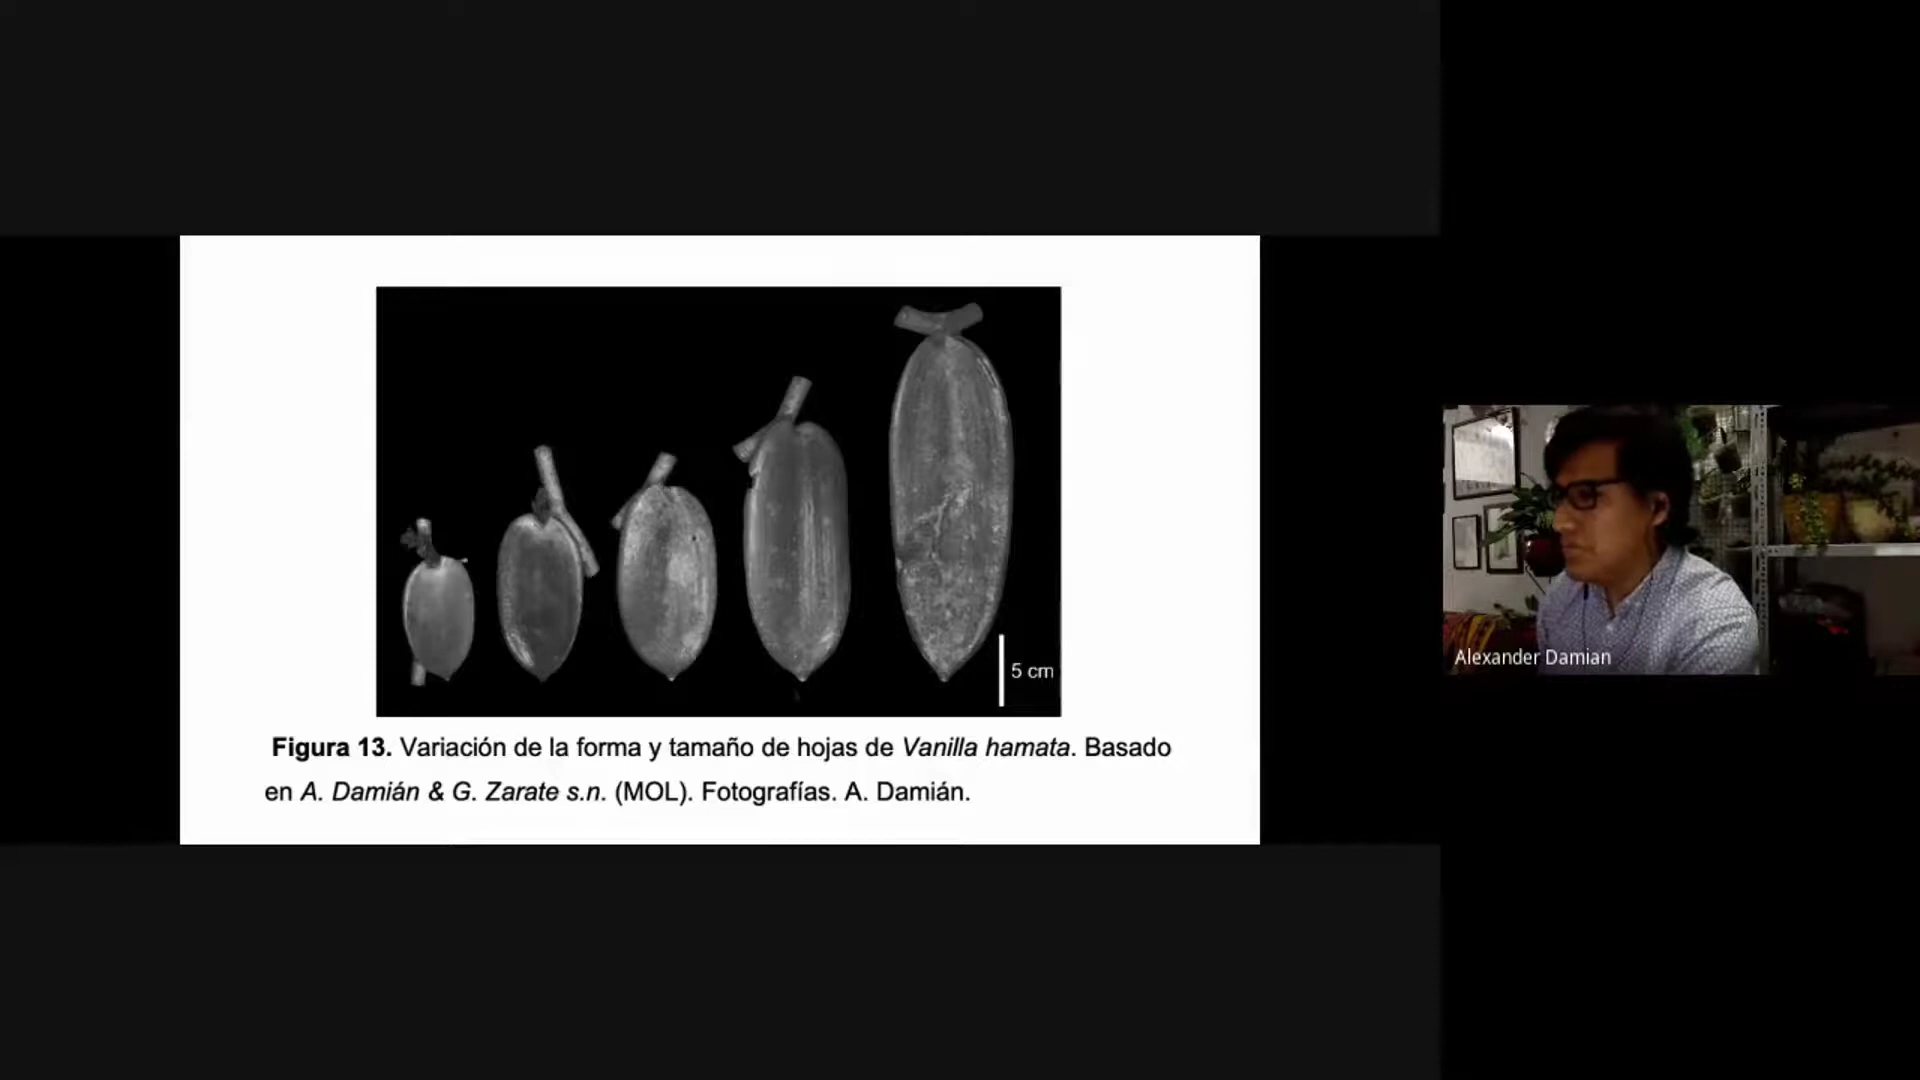 5 cm
Figura 13. Variación de la forma y tamaño de hojas de Vanilla hamata. Basado
en A. Damián & G. Zarate s.n. (MOL). Fotografías. A. Damián.
Alexander Damian